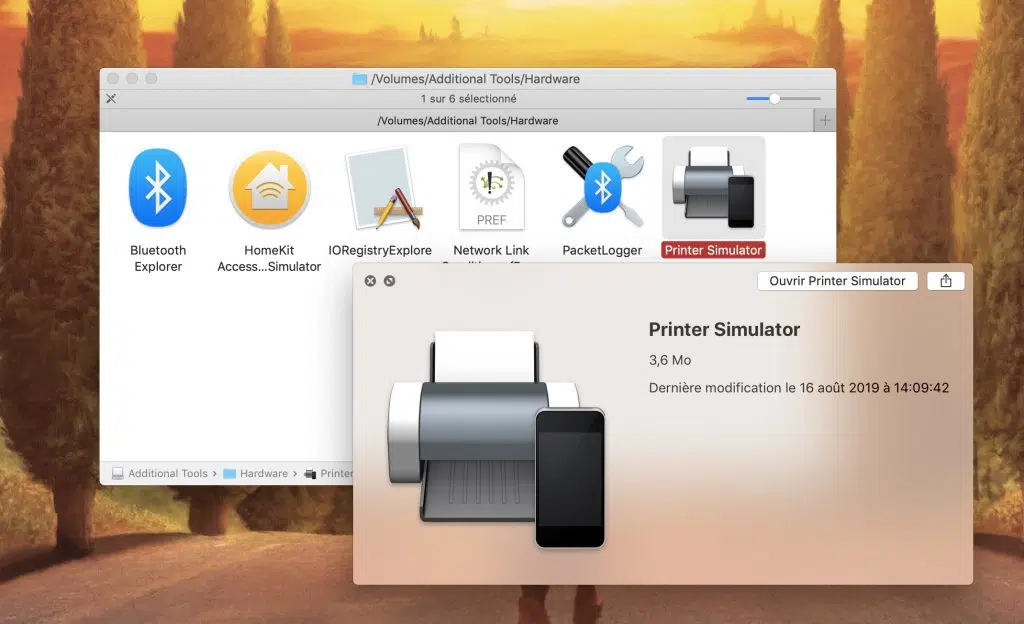 /Volumes/Additional Tools/Hardware
1 sur 6 sélectionné
/Volumes/Additional Tools/Hardware
PREF
Bluetooth
Explorer
HomeKit
Access...Simulator
IORegistryExplore
Network Link
PacketLogger
Printer Simulator
Ouvrir Printer Simulator
Printer Simulator
3,6 Mo
Dernière modification le 16 août 2019 à 14:09:42
Additional Tools › Hardware › Printer